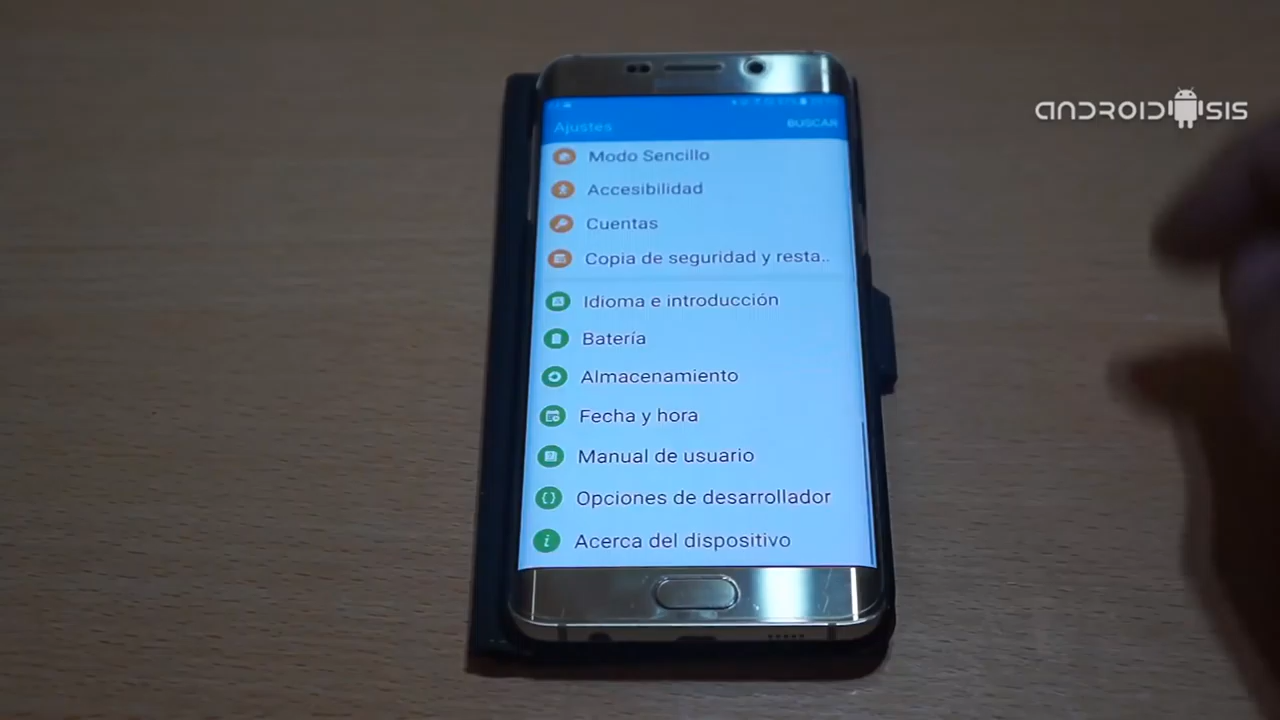 ANDROIDSIS
Ajustes
BUSCAR
Modo Sencillo
Accesibilidad
Cuentas
Copia de seguridad y resta..
Idioma e introducción
Batería
Almacenamiento
Fecha y hora
Manual de usuario
Opciones de desarrollador
Acerca del dispositivo